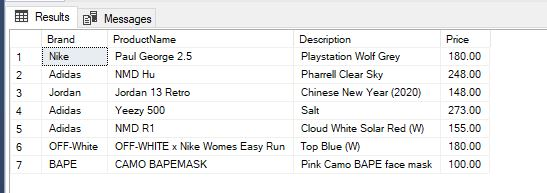 Results Messages
Brand ProductName Description Price
1 Nike Paul George 2.5 Playstation Wolf Grey 180.00
2 Adidas NMD Hu Pharrell Clear Sky 248.00
3 Jordan Jordan 13 Retro Chinese New Year (2020) 148.00
4 Adidas Yeezy 500 Salt 273.00
5 Adidas NMD R1 Cloud White Solar Red (W) 155.00
6 OFF-White OFF-WHITE x Nike Womes Easy Run Top Blue (W) 180.00
7 BAPE CAMO BAPEMASK Pink Camo BAPE face mask 100.00